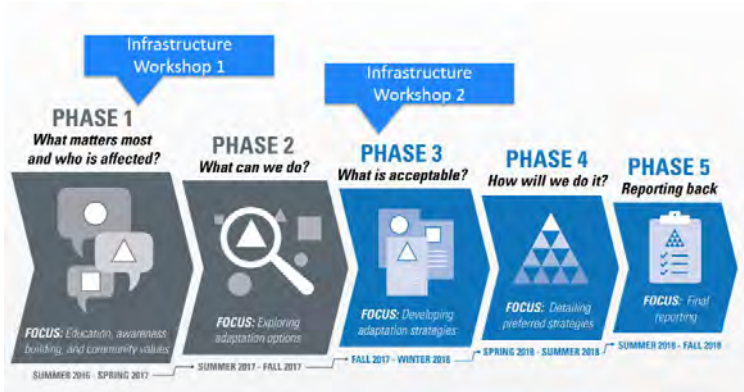 Infrastructure
Workshop 1
Infrastructure
Workshop 2
PHASE 1
What matters most
and who is affected?
PHASE 2
What can we do?
PHASE 3
What is acceptable?
PHASE 4
How will we do it?
PHASE 5
Reporting back
FOCUS: Education, awareness
building, and community values
FOCUS: Exploring
adaptation options
FOCUS: Developing
adaptation strategies
FOCUS: Detailing
preferred strategies
FOCUS: Final
reporting
SUMMER 2016 - SPRING 2017
SUMMER 2017 - FALL 2017
FALL 2017 - WINTER 2018
SPRING 2018 - SUMMER 2018
SUMMER 2018 - FALL 2018